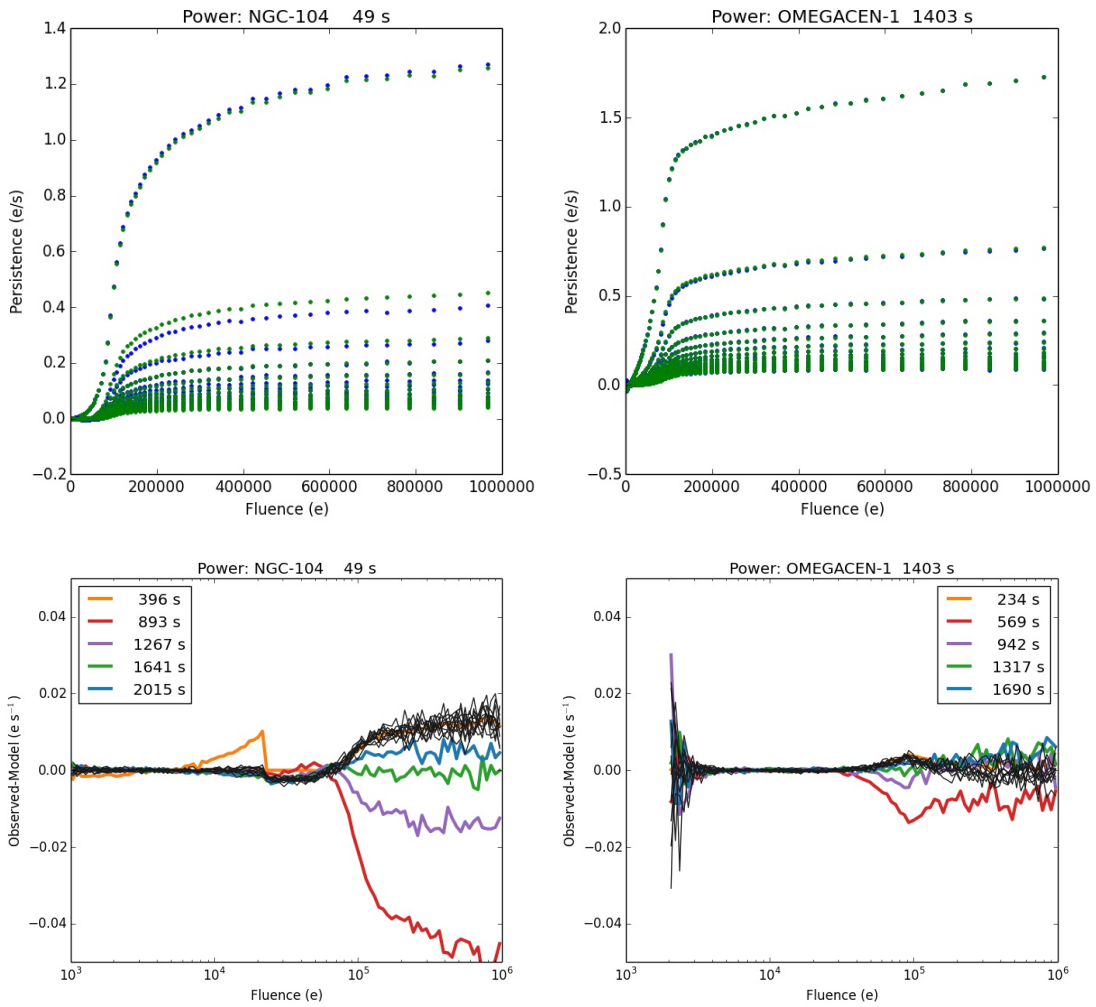 Power: NGC-104 49 s
1.4
1.2
1.0
0.8
0.6
0.4
0.2
0.0
−0.2
Persistence (e/s)
0 200000 400000 600000 800000 1000000
Fluence (e)
Power: OMEGACEN-1 1403 s
2.0
1.5
1.0
0.5
0.0
−0.5
Persistence (e/s)
0 200000 400000 600000 800000 1000000
Fluence (e)
Power: NGC-104 49 s
396 s
893 s
1267 s
1641 s
2015 s
0.04
0.02
0.00
−0.02
−0.04
Observed-Model (e s⁻¹)
10³ 10⁴ 10⁵ 10⁶
Fluence (e)
Power: OMEGACEN-1 1403 s
234 s
569 s
942 s
1317 s
1690 s
0.04
0.02
0.00
−0.02
−0.04
Observed-Model (e s⁻¹)
10³ 10⁴ 10⁵ 10⁶
Fluence (e)